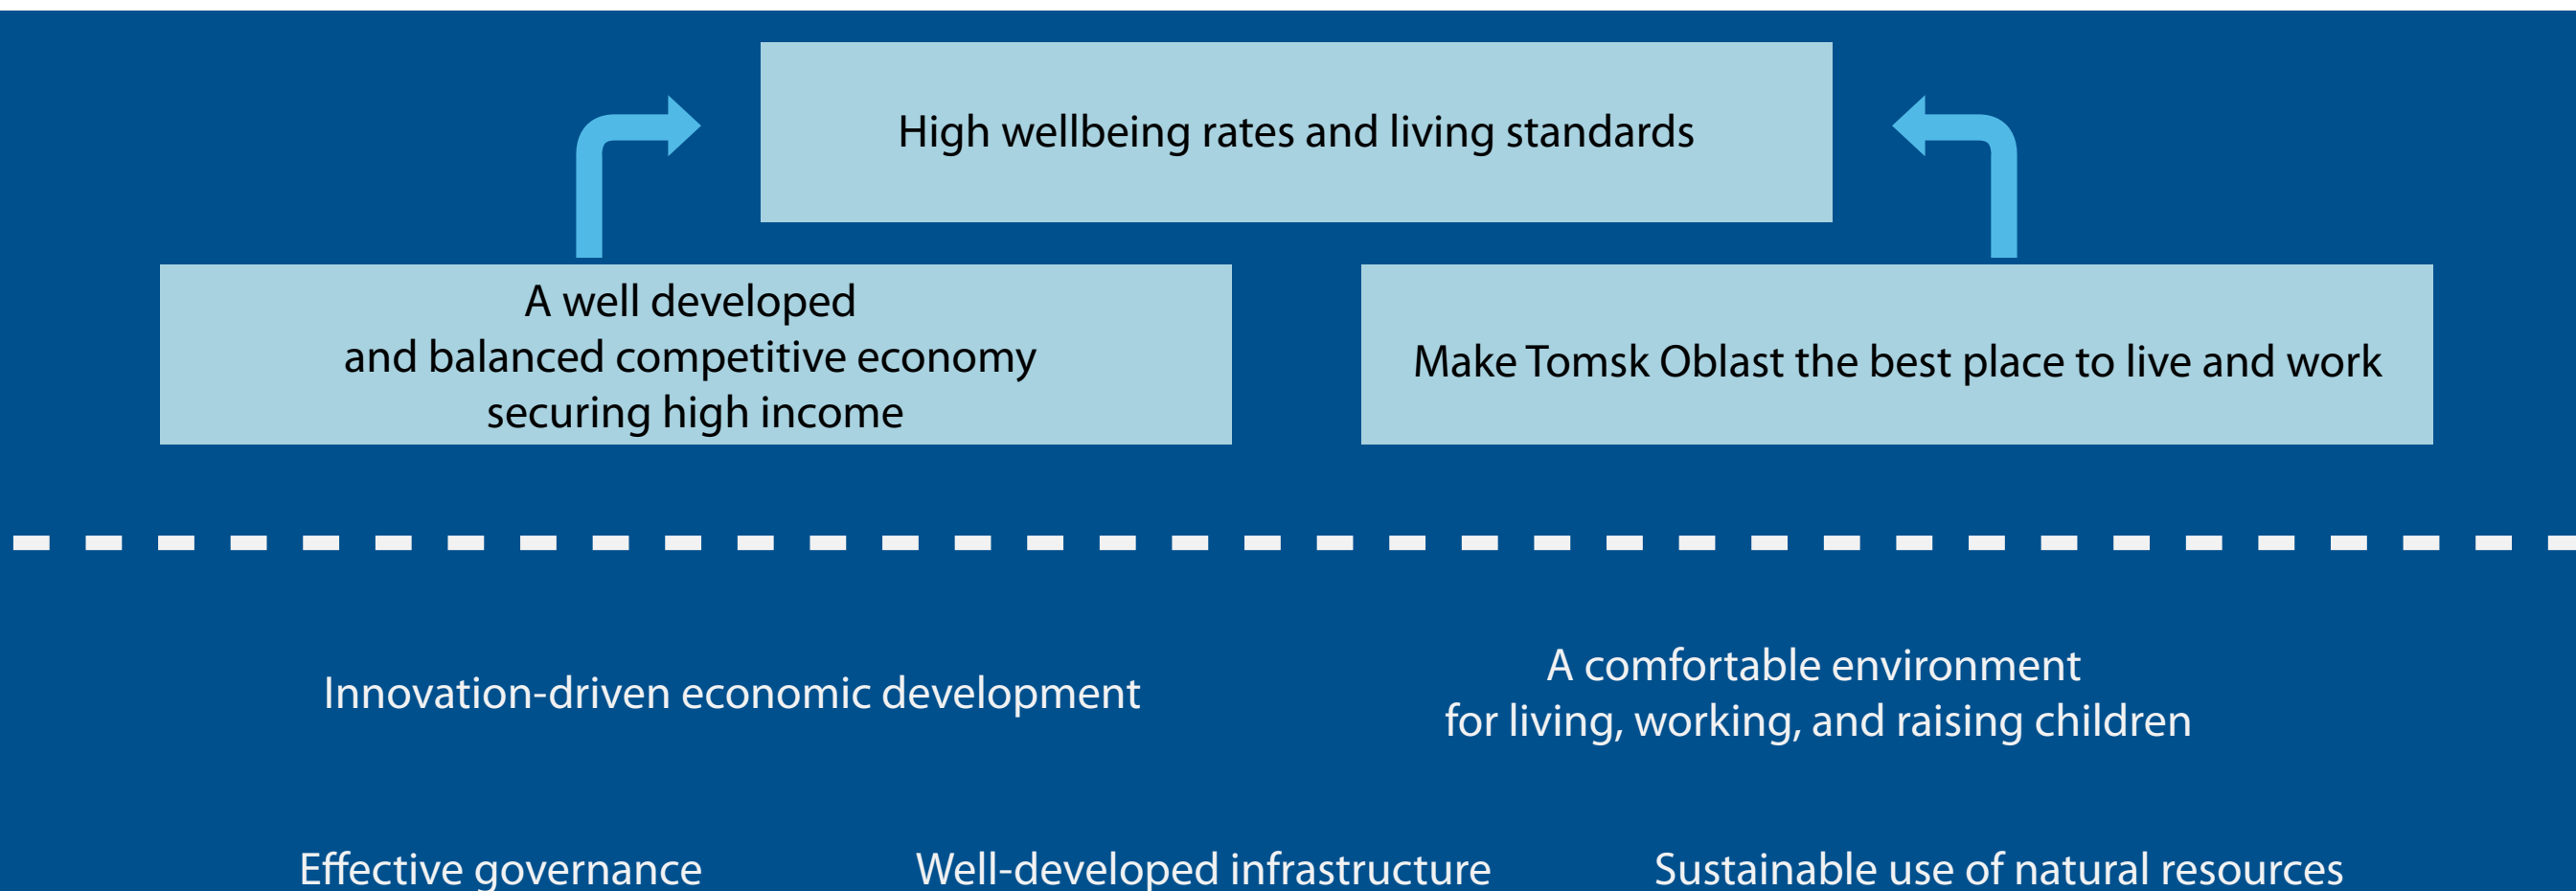 High wellbeing rates and living standards
A well developed
and balanced competitive economy
securing high income
Make Tomsk Oblast the best place to live and work
Innovation-driven economic development
A comfortable environment
for living, working, and raising children
Effective governance
Well-developed infrastructure
Sustainable use of natural resources